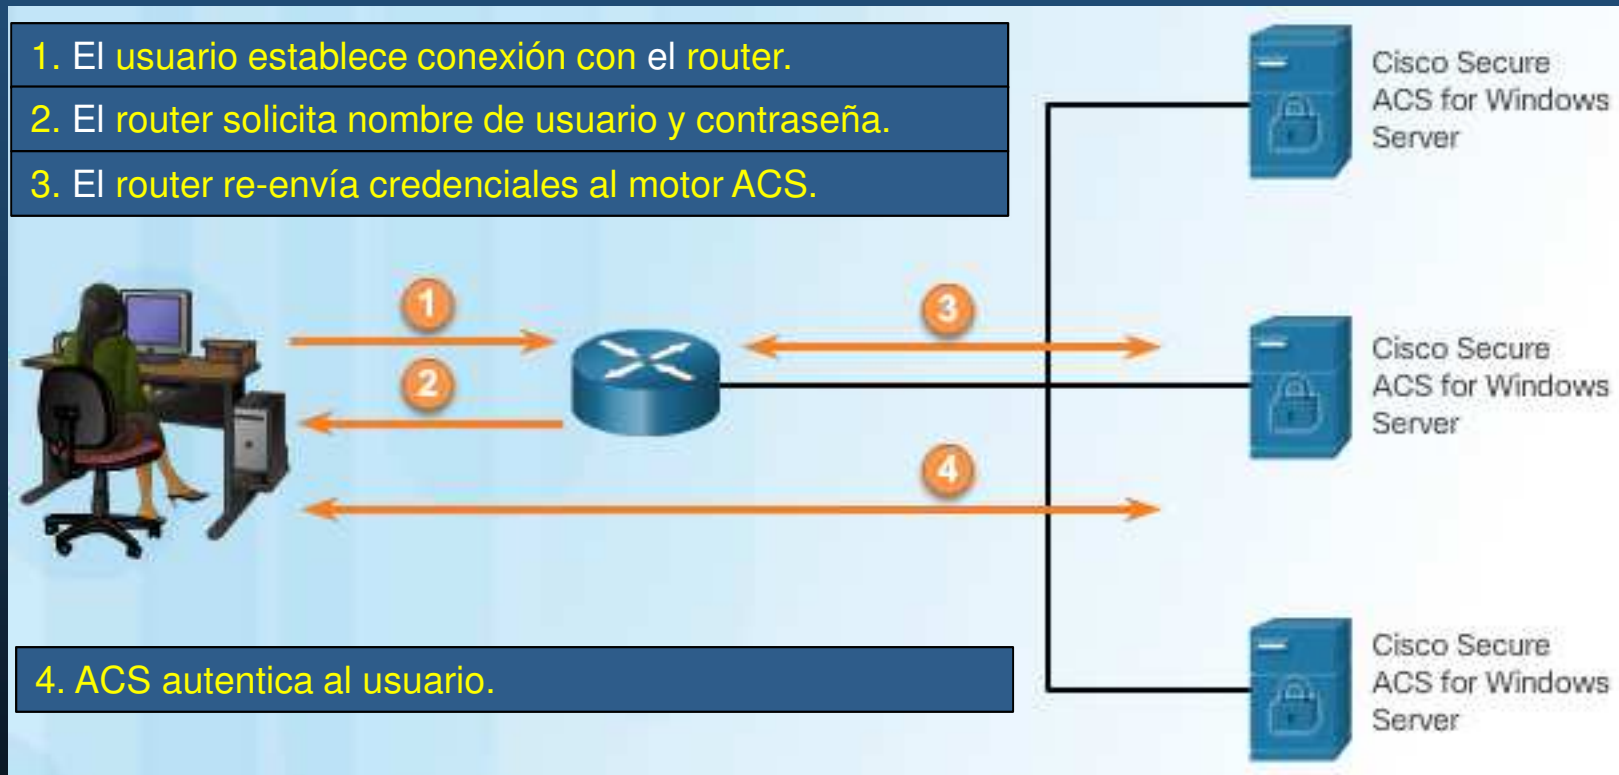 1. El usuario establece conexión con el router.
2. El router solicita nombre de usuario y contraseña.
3. El router re-envía credenciales al motor ACS.
Cisco Secure
ACS for Windows
Server
1
3
2
Cisco Secure
ACS for Windows
Server
4
4. ACS autentica al usuario.
Cisco Secure
ACS for Windows
Server